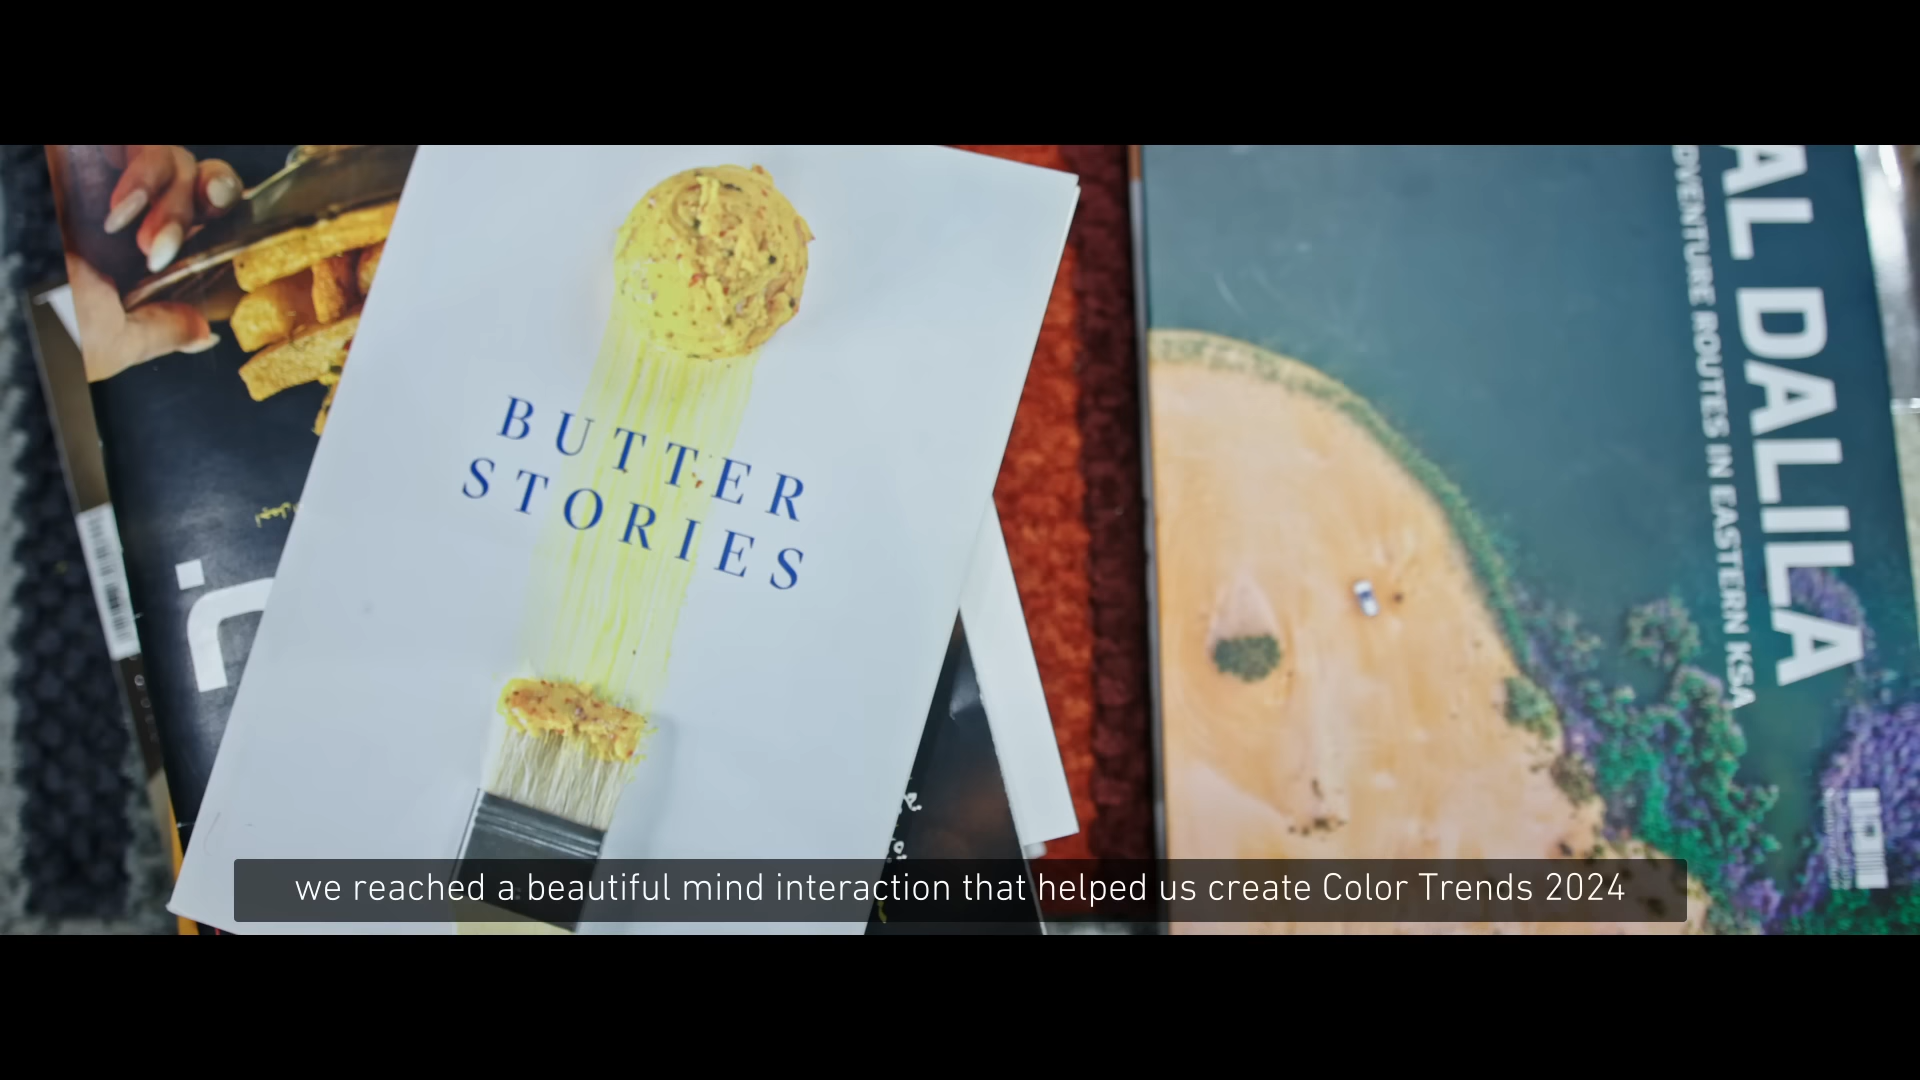 BUTTER
STORIES
AL DALILA
ADVENTURE ROUTES IN EASTERN KSA
we reached a beautiful mind interaction that helped us create Color Trends 2024